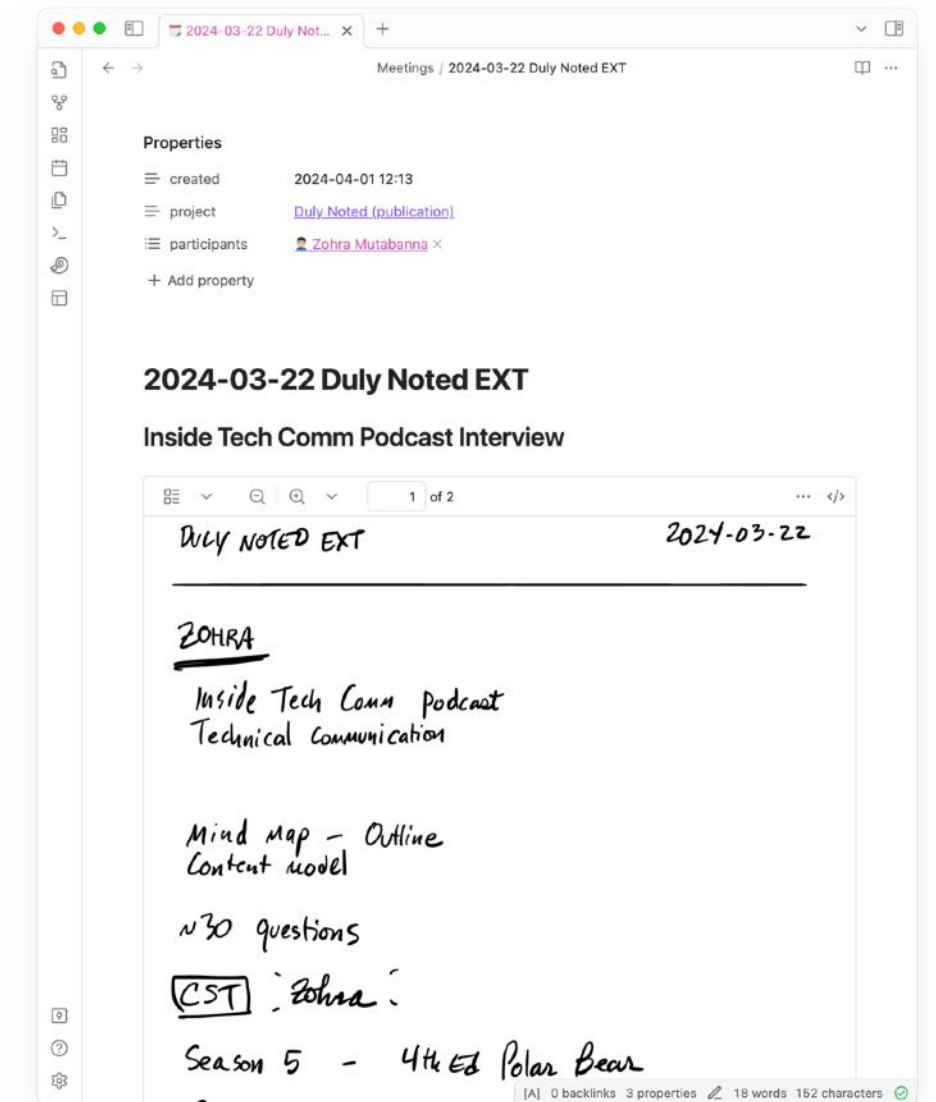 2024-03-22 Duly Not...
Meetings / 2024-03-22 Duly Noted EXT
Properties
created 2024-04-01 12:13
project Duly Noted (publication)
participants Zohra Mutabanna
Add property
2024-03-22 Duly Noted EXT
Inside Tech Comm Podcast Interview
1 of 2
DULY NOTED EXT 2024-03-22
ZOHRA
Inside Tech Comm Podcast
Technical Communication
Mind Map – Outline
Content model
~30 questions
CST Zohra
Season 5 - 4th Ed Polar Bear
[A] 0 backlinks 3 properties 18 words 152 characters